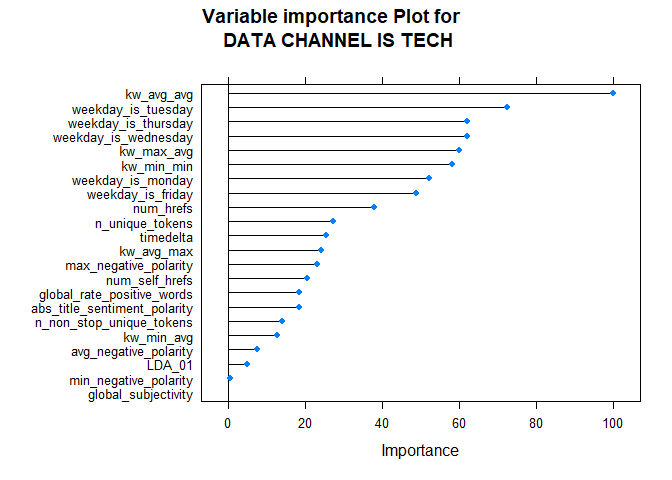 Variable importance Plot for
DATA CHANNEL IS TECH
kw_avg_avg
weekday_is_tuesday
weekday_is_thursday
weekday_is_wednesday
kw_max_avg
kw_min_min
weekday_is_monday
weekday_is_friday
num_hrefs
n_unique_tokens
timedelta
kw_avg_max
max_negative_polarity
num_self_hrefs
global_rate_positive_words
abs_title_sentiment_polarity
n_non_stop_unique_tokens
kw_min_avg
avg_negative_polarity
LDA_01
min_negative_polarity
global_subjectivity
0 20 40 60 80 100
Importance